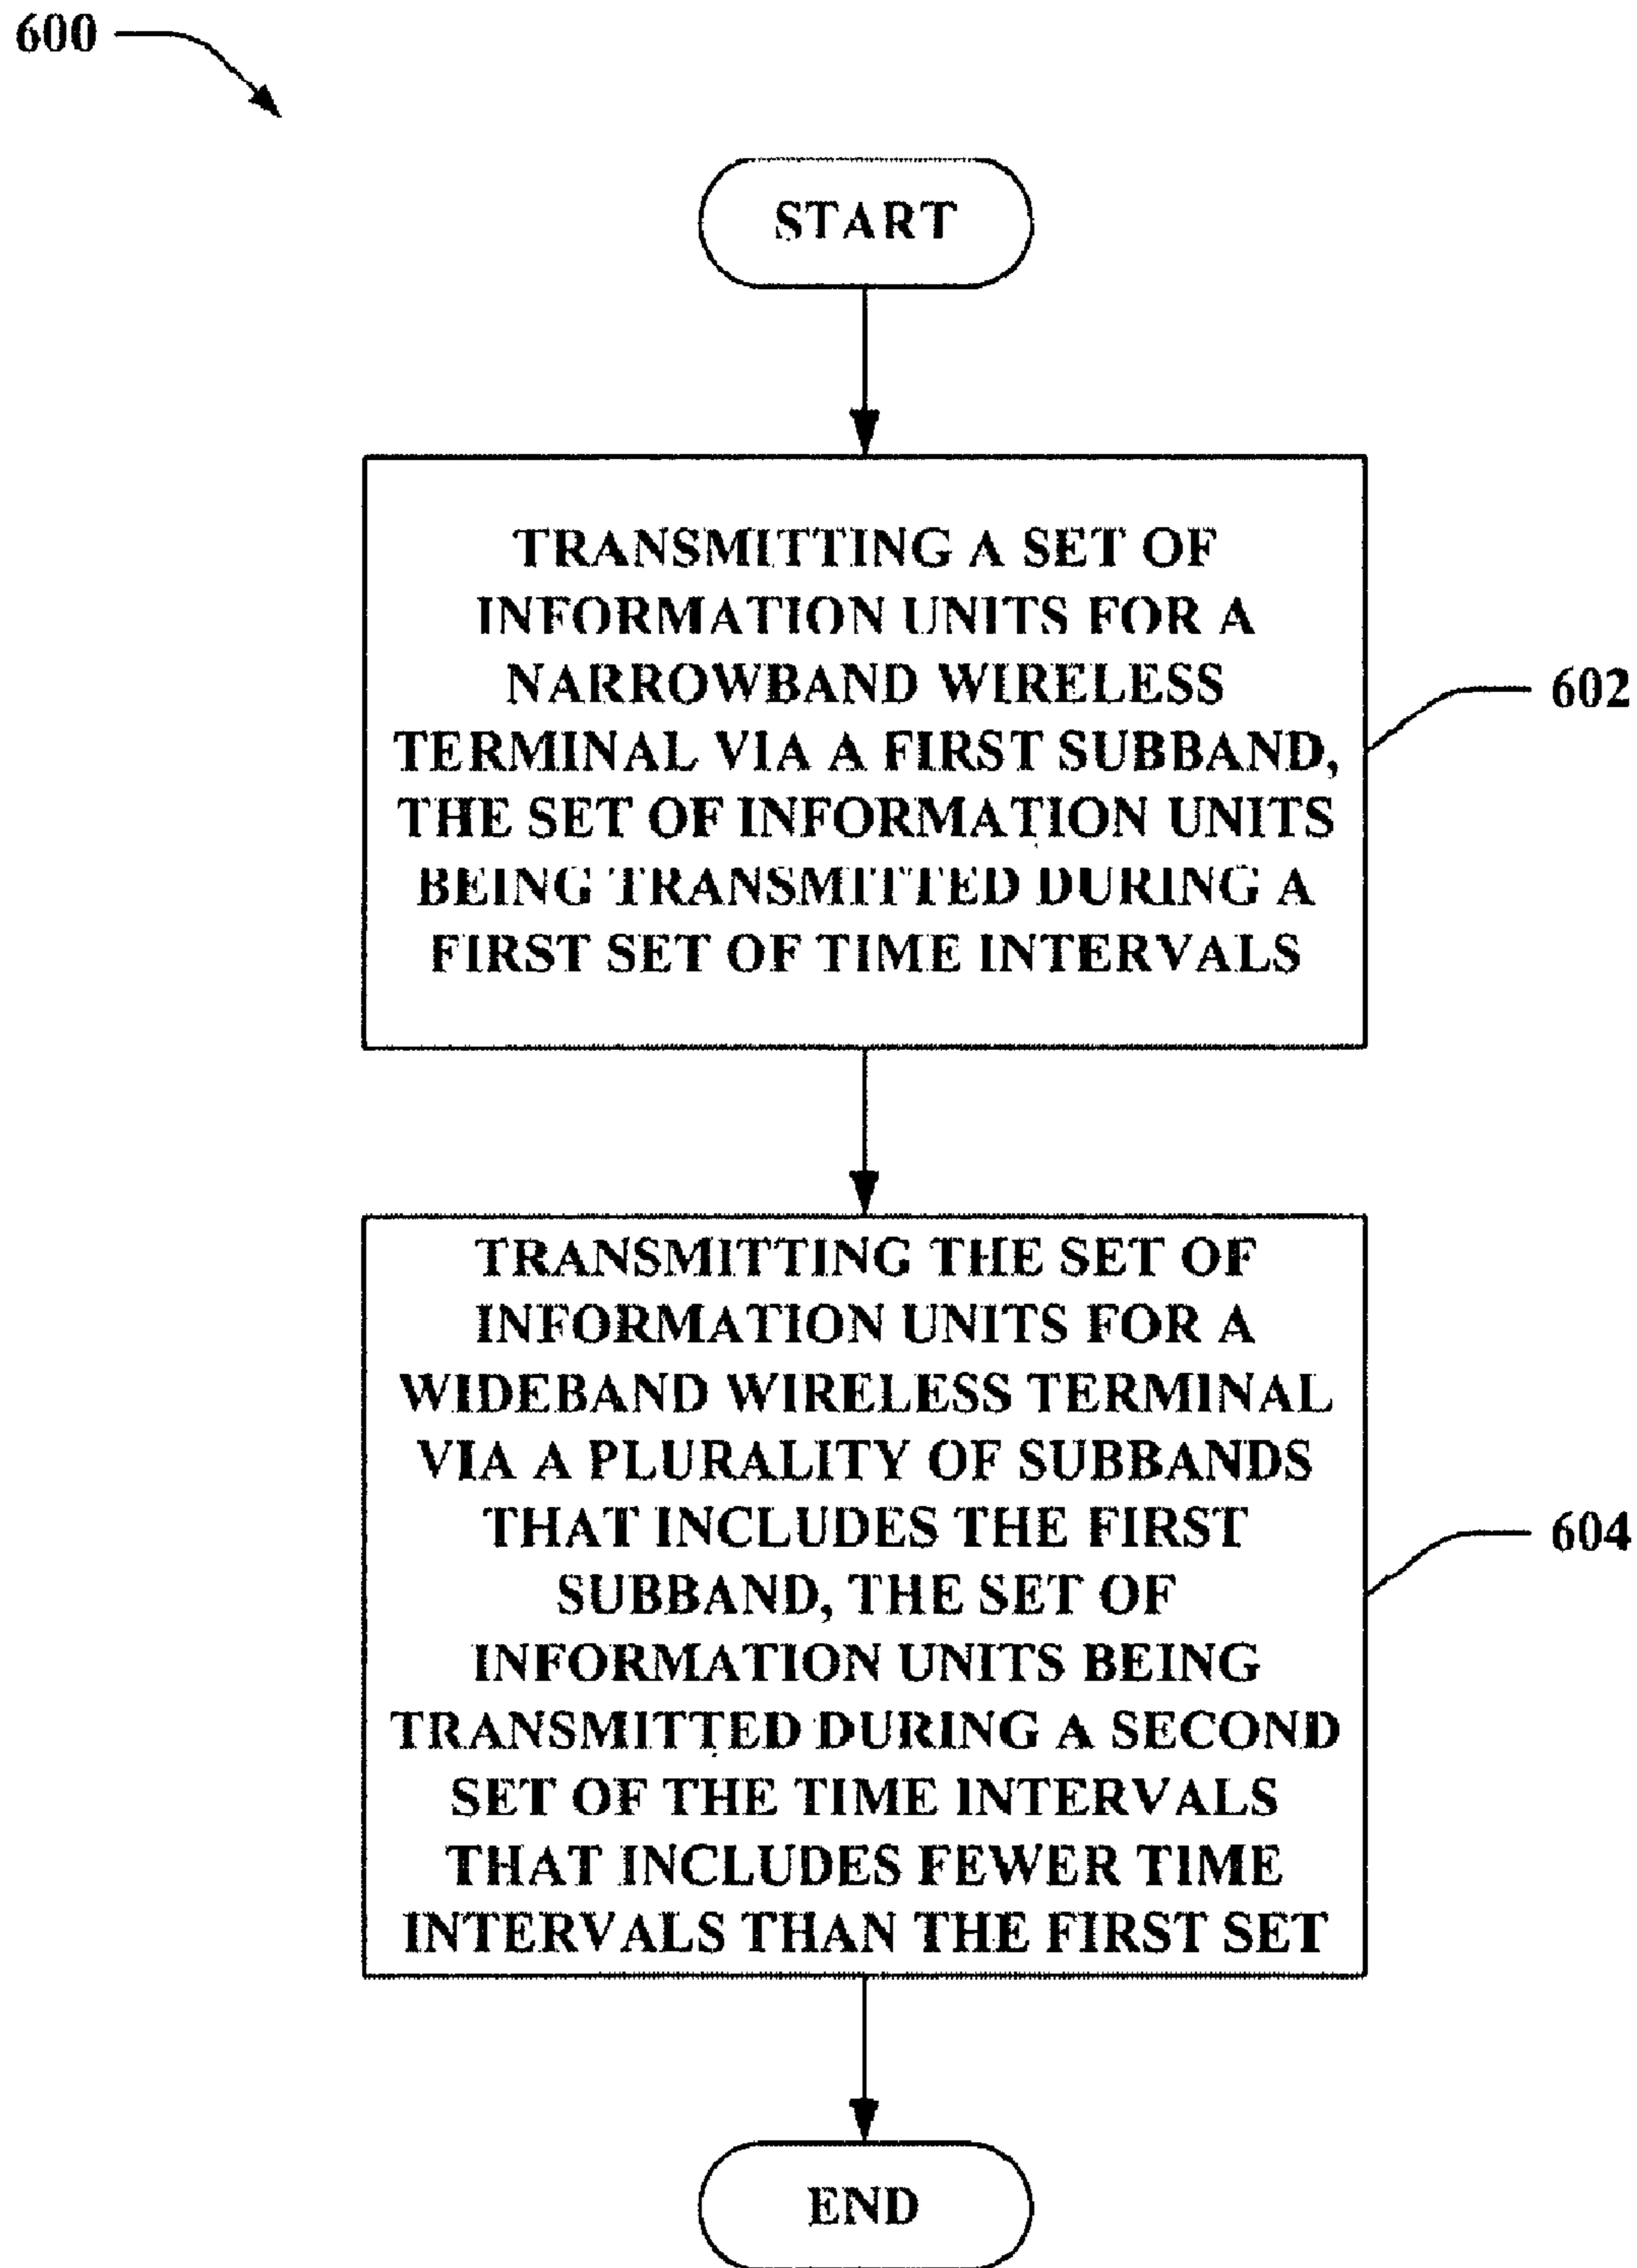 600
START
TRANSMITTING A SET OF
INFORMATION UNITS FOR A
NARROWBAND WIRELESS
TERMINAL VIA A FIRST SUBBAND,
THE SET OF INFORMATION UNITS
BEING TRANSMITTED DURING A
FIRST SET OF TIME INTERVALS
602
TRANSMITTING THE SET OF
INFORMATION UNITS FOR A
WIDEBAND WIRELESS TERMINAL
VIA A PLURALITY OF SUBBANDS
THAT INCLUDES THE FIRST
SUBBAND, THE SET OF
INFORMATION UNITS BEING
TRANSMITTED DURING A SECOND
SET OF THE TIME INTERVALS
THAT INCLUDES FEWER TIME
INTERVALS THAN THE FIRST SET
604
END